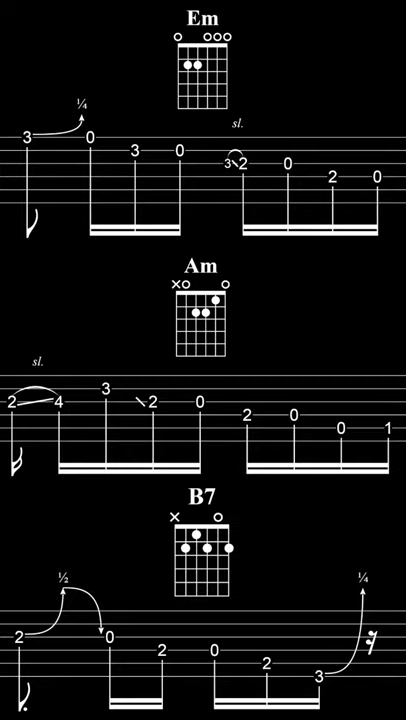 Em
¼
sl.
3 0 3 0 3 2 0 2 0
Am
x
sl.
2 4 3 2 0 2 0 0 1
B7
x
½ ¼
2 0 2 0 2 3